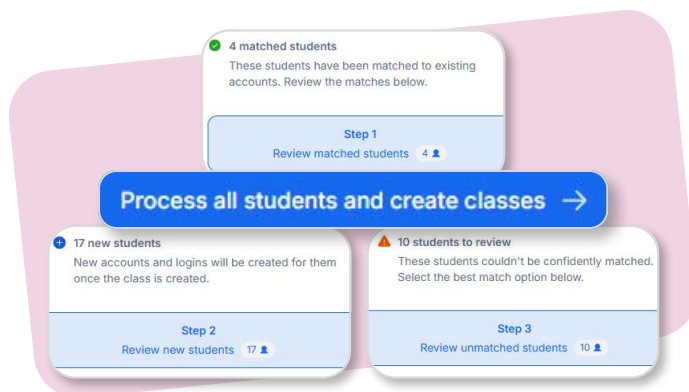 4 matched students
These students have been matched to existing
accounts. Review the matches below.
Step 1
Review matched students 4
Process all students and create classes →
17 new students
New accounts and logins will be created for them
once the class is created.
Step 2
Review new students 17
10 students to review
These students couldn't be confidently matched.
Select the best match option below.
Step 3
Review unmatched students 10